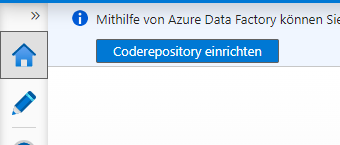 Mithilfe von Azure Data Factory können Sie
Coderepository einrichten